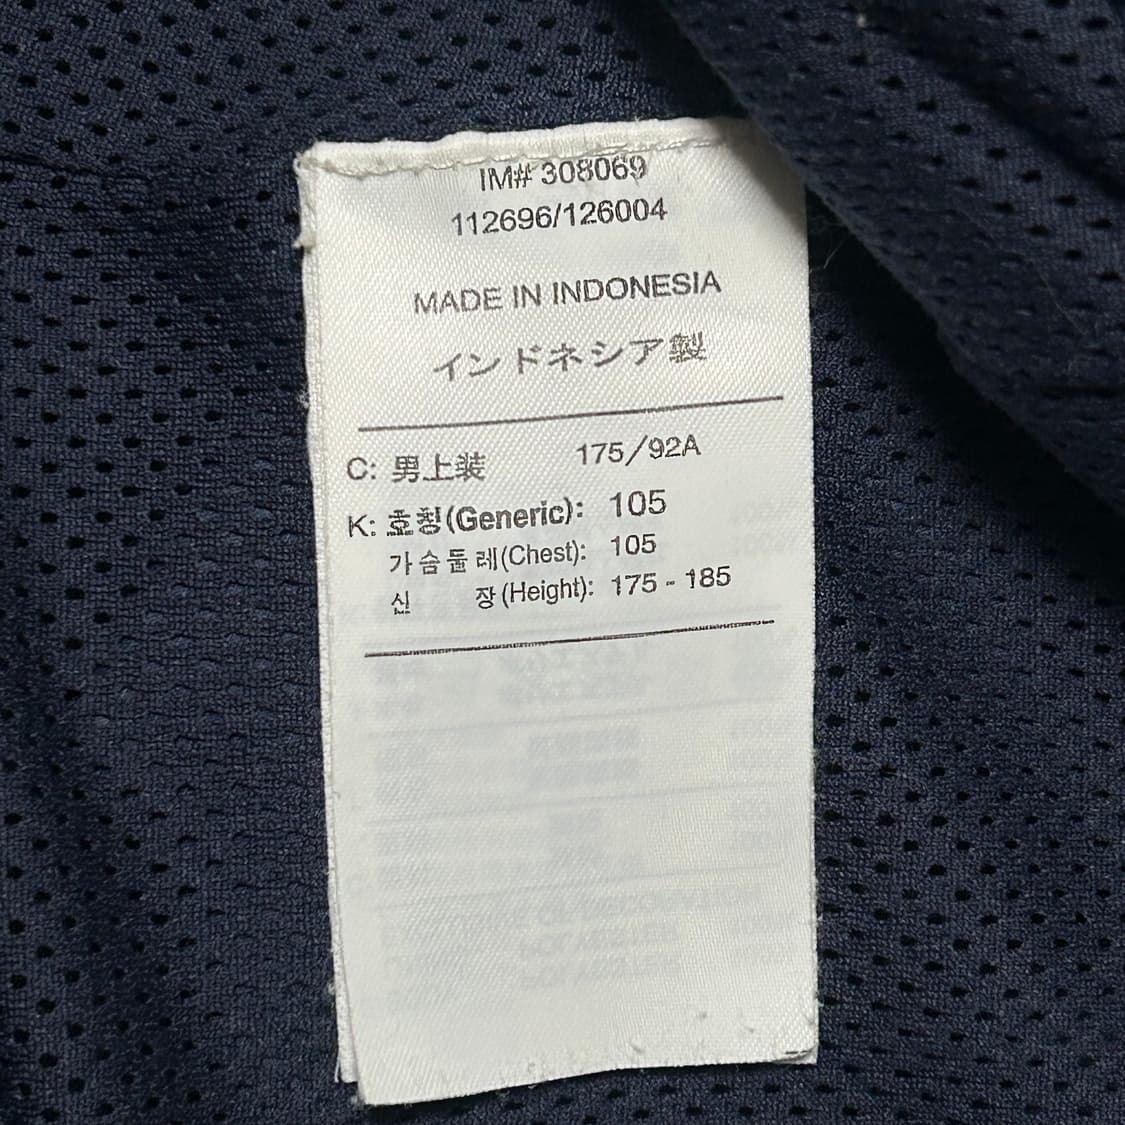 IM# 308069
112696/126004
MADE IN INDONESIA
インドネシア製
C: 男上装 175/92A
K: 호칭(Generic): 105
가슴둘레(Chest): 105
신 장(Height): 175 - 185